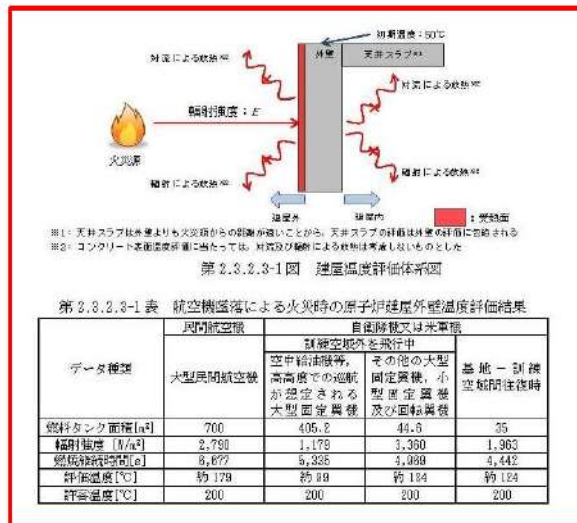 初期温度：50℃
外壁
天井スラブ※1
対流による放熱※2
対流による放熱※2
輻射強度：E
火災源
輻射による放熱※2
輻射による放熱※2
建屋外
建屋内
：受熱面
※1：天井スラブは外壁よりも火災源からの距離が遠いことから，天井スラブの評価は外壁の評価に包絡される
※2：コンクリート表面温度評価に当たっては，対流及び輻射による放熱は考慮しないものとした
第2.3.2.3-1図　建屋温度評価体系図
第2.3.2.3-1表　航空機墜落による火災時の原子炉建屋外壁温度評価結果
データ種類
民間航空機
自衛隊機又は米軍機
訓練空域外を飛行中
大型民間航空機
空中給油機等，
高高度での巡航
が想定される
大型固定翼機
その他の大型
固定翼機，小
型固定翼機
及び回転翼機
基地－訓練
空域間往復時
燃料タンク面積[m²] 700 405.2 44.6 35
輻射強度 [W/m²] 2,790 1,179 3,360 1,963
燃焼継続時間[s] 5,335 4,442
評価温度[℃] 約179 約99 約124
許容温度[℃] 200 200 200 200